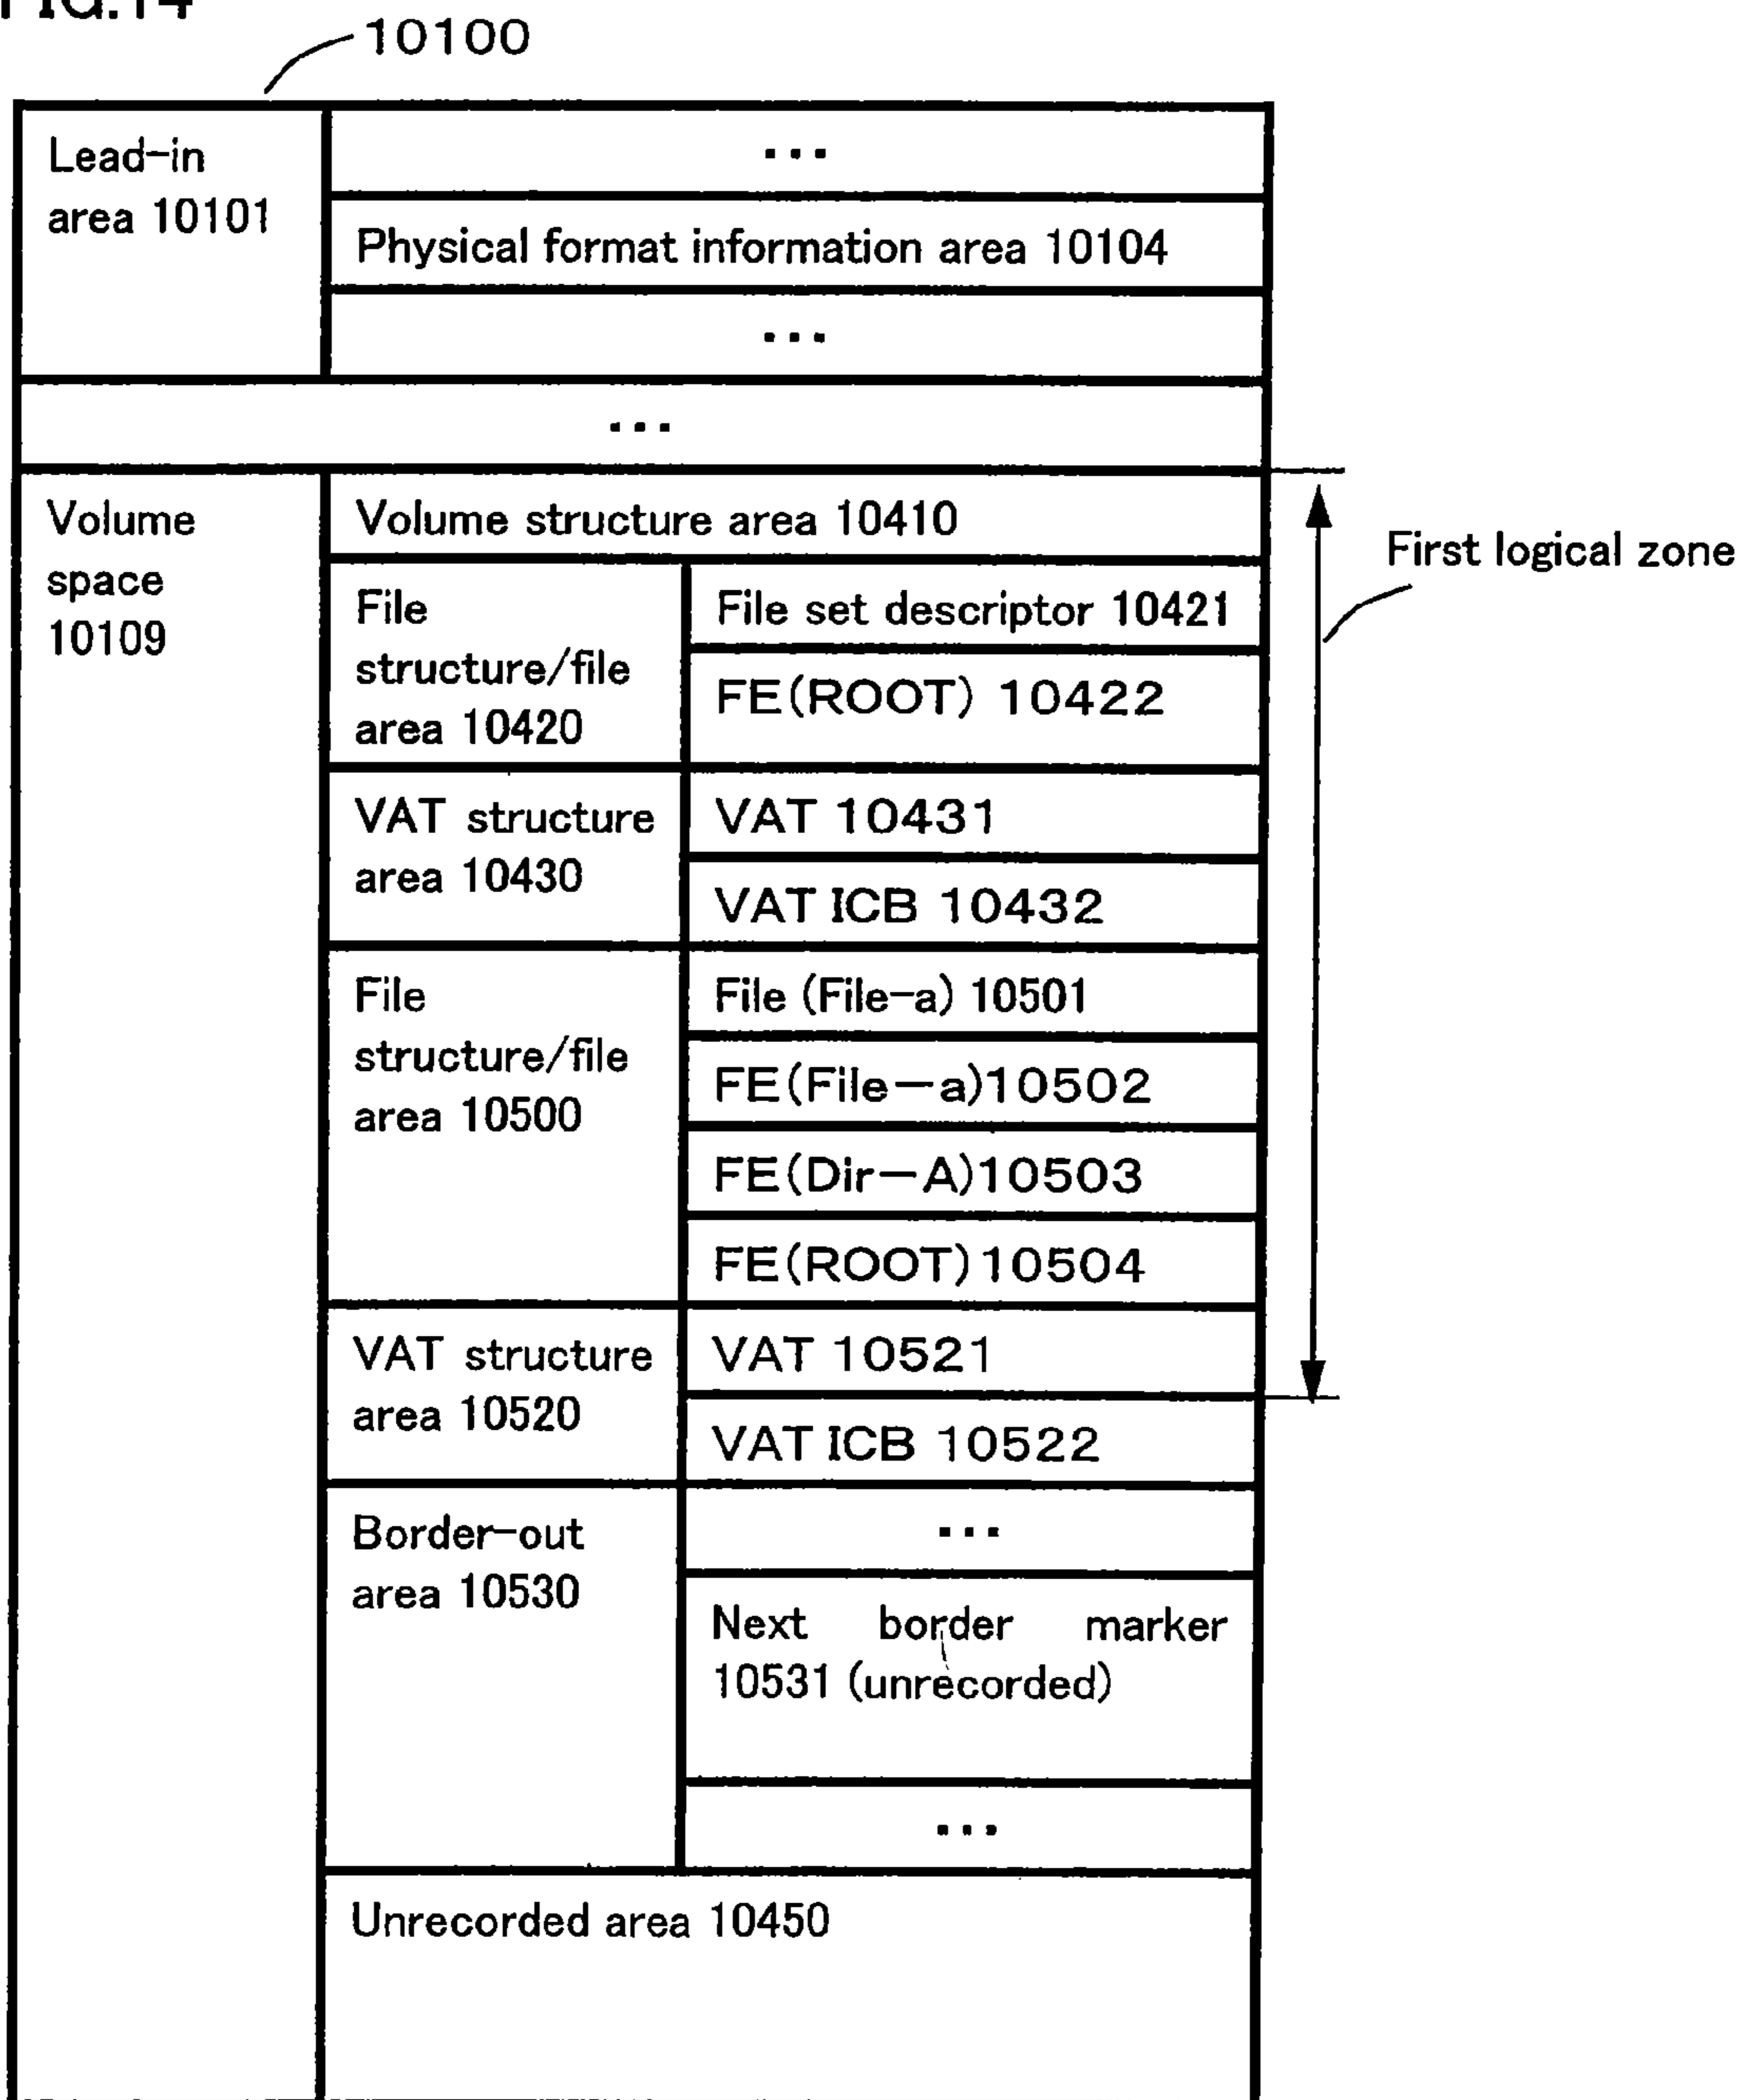 FIG.14
10100
Lead-in
area 10101
...
Physical format information area 10104
...
...
Volume
space
10109
Volume structure area 10410
File
structure/file
area 10420
File set descriptor 10421
FE(ROOT) 10422
VAT structure
area 10430
VAT 10431
VAT ICB 10432
File
structure/file
area 10500
File (File-a) 10501
FE(File-a)10502
FE(Dir-A)10503
FE(ROOT)10504
VAT structure
area 10520
VAT 10521
VAT ICB 10522
Border-out
area 10530
...
Next border marker
10531 (unrecorded)
...
Unrecorded area 10450
First logical zone